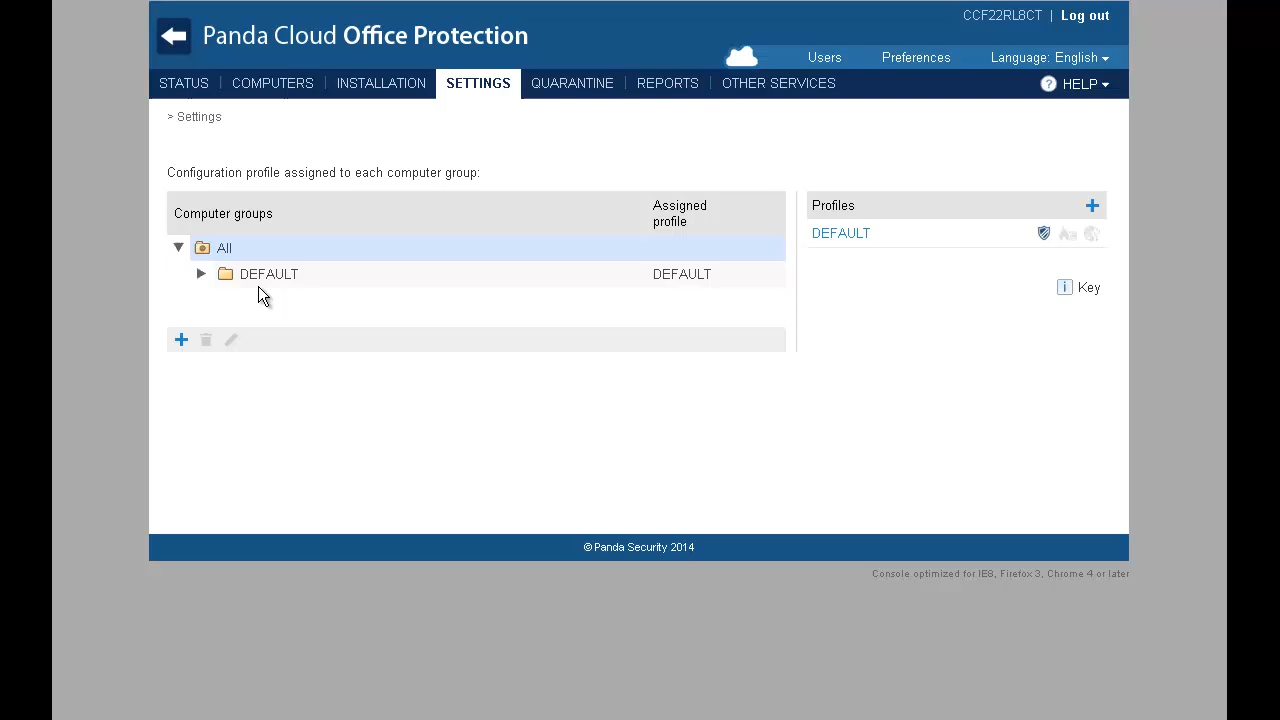 CCF22RL8CT | Log out
Panda Cloud Office Protection
Users Preferences Language: English
STATUS COMPUTERS INSTALLATION SETTINGS QUARANTINE REPORTS OTHER SERVICES ? HELP
> Settings
Configuration profile assigned to each computer group:
Computer groups Assigned profile
All
DEFAULT DEFAULT
Profiles
DEFAULT
i Key
© Panda Security 2014
Console optimized for IE8, Firefox 3, Chrome 4 or later